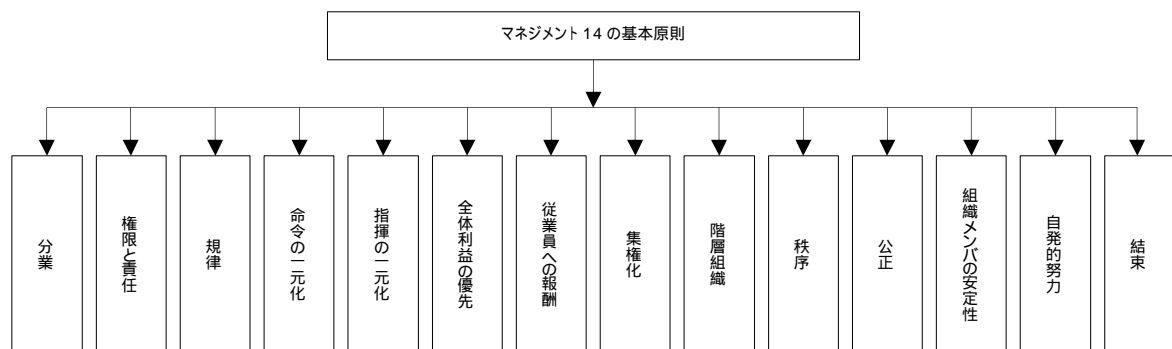 マネジメント 14 の基本原則
分業
権限と責任
規律
命令の一元化
指揮の一元化
全体利益の優先
従業員への報酬
集権化
階層組織
秩序
公正
組織メンバの安定性
自発的努力
結束